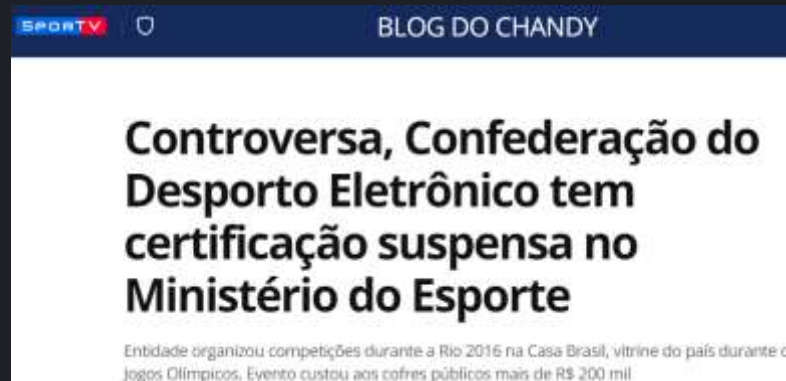 SPORTV
BLOG DO CHANDY
Controversa, Confederação do
Desporto Eletrônico tem
certificação suspensa no
Ministério do Esporte
Entidade organizou competições durante a Rio 2016 na Casa Brasil, vitrine do país durante
Jogos Olímpicos. Evento custou aos cofres públicos mais de R$ 200 mil